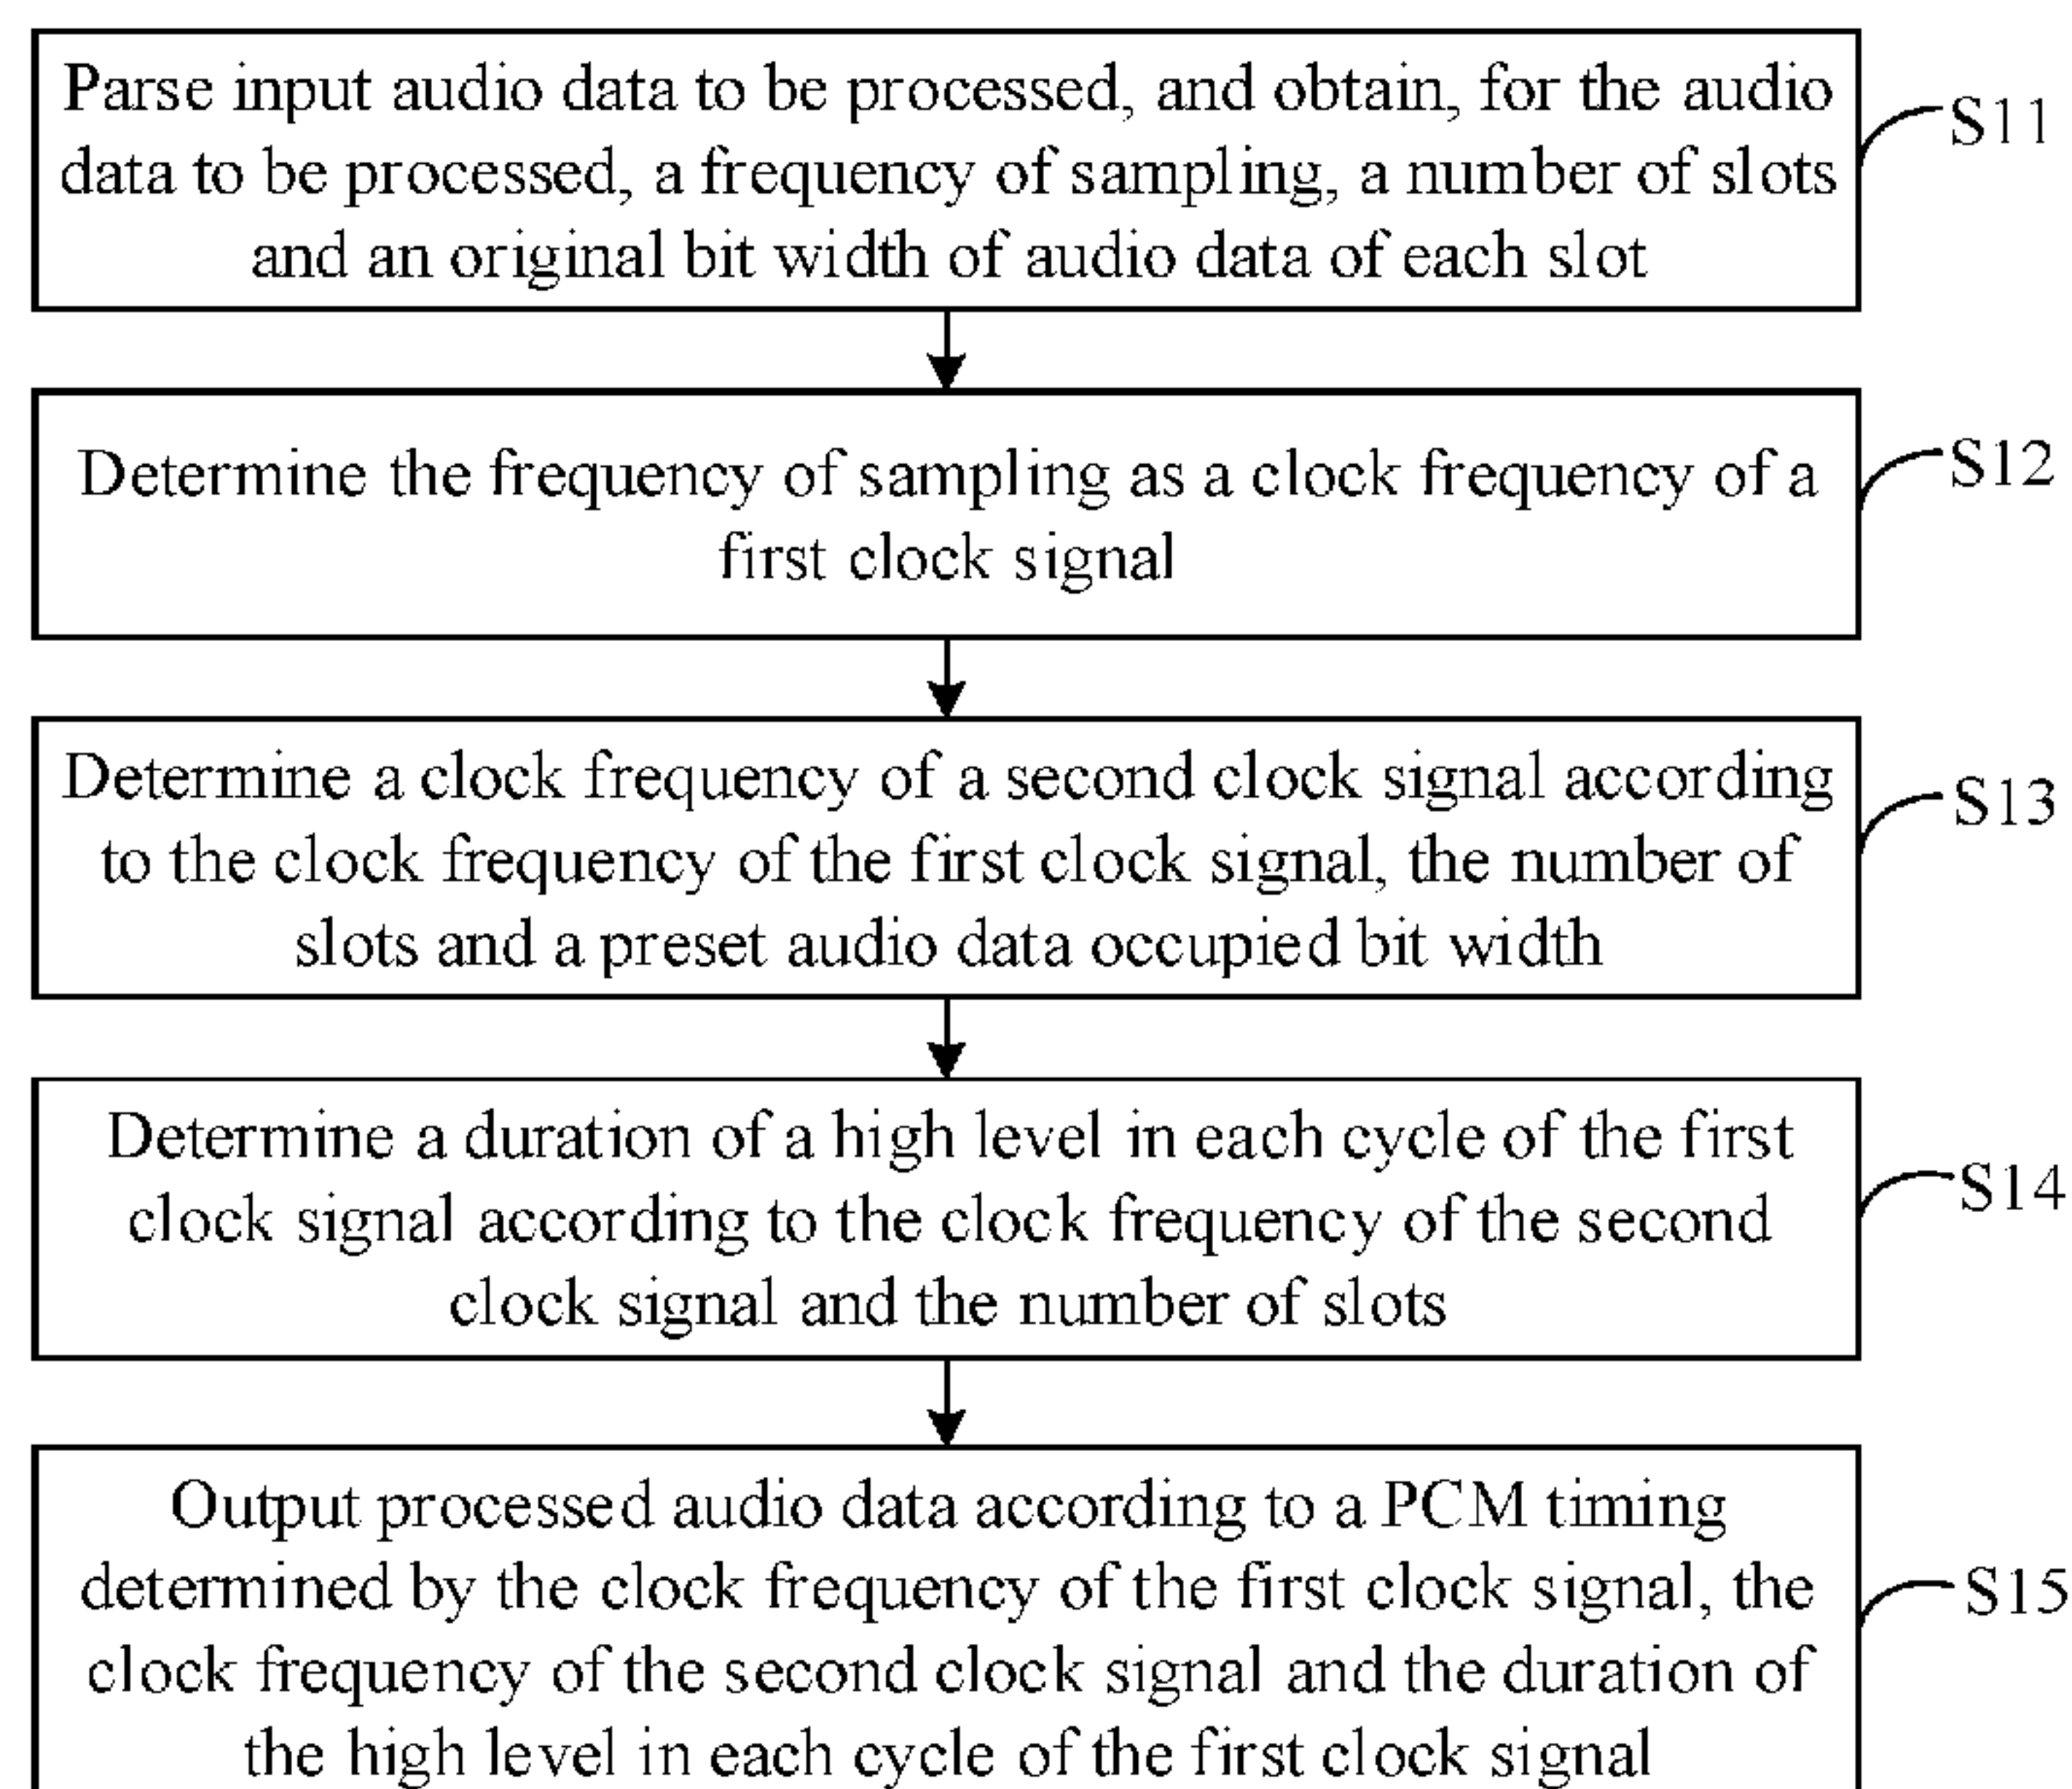 Parse input audio data to be processed, and obtain, for the audio
data to be processed, a frequency of sampling, a number of slots
and an original bit width of audio data of each slot
S11
Determine the frequency of sampling as a clock frequency of a
first clock signal
S12
Determine a clock frequency of a second clock signal according
to the clock frequency of the first clock signal, the number of
slots and a preset audio data occupied bit width
S13
Determine a duration of a high level in each cycle of the first
clock signal according to the clock frequency of the second
clock signal and the number of slots
S14
Output processed audio data according to a PCM timing
determined by the clock frequency of the first clock signal, the
clock frequency of the second clock signal and the duration of
the high level in each cycle of the first clock signal
S15